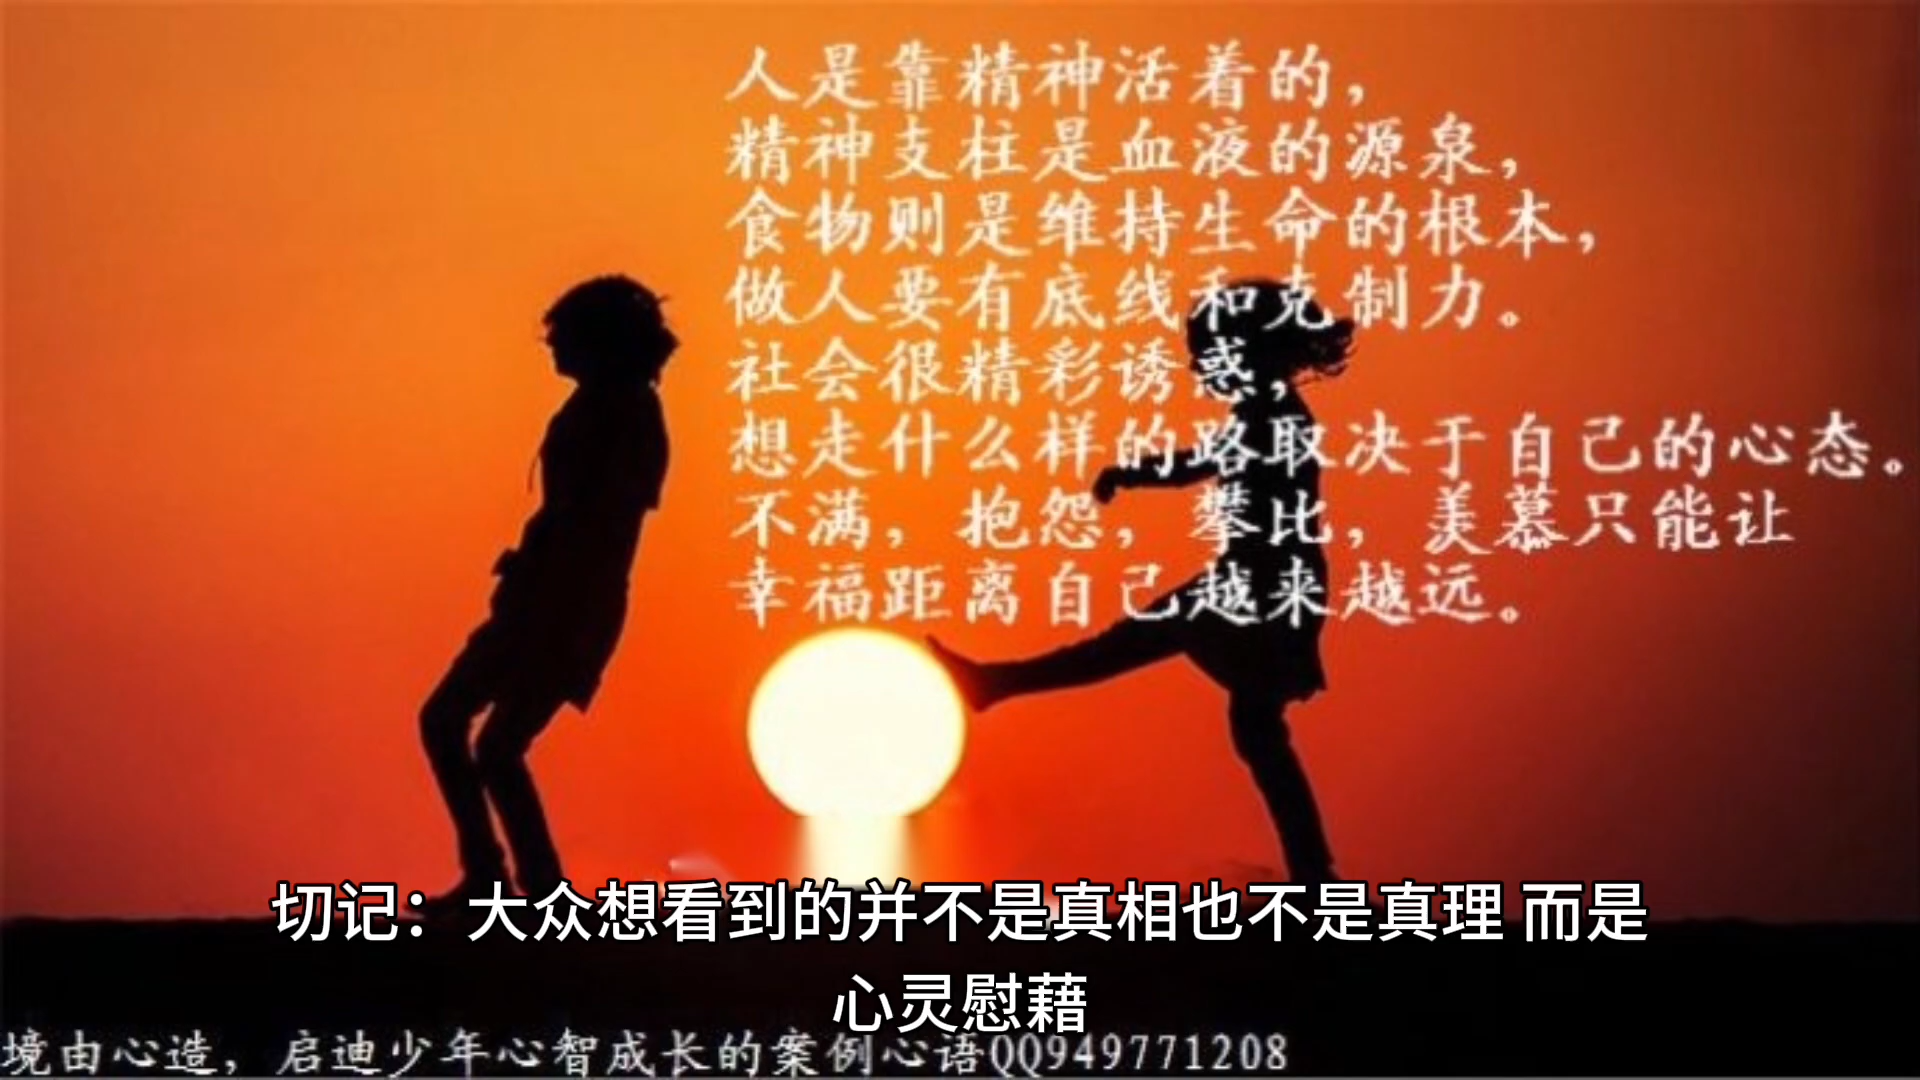 人是靠精神活着的，
精神支柱是血液的源泉，
食物则是维持生命的根本，
做人要有底线和克制力。
社会很精彩诱惑，
想走什么样的路取决于自己的心态。
不满，抱怨，攀比，羡慕只能让
幸福距离自己越来越远。
切记：大众想看到的并不是真相也不是真理 而是
心灵慰藉
境由心造，启迪少年心智成长的案例心语QQ949771208